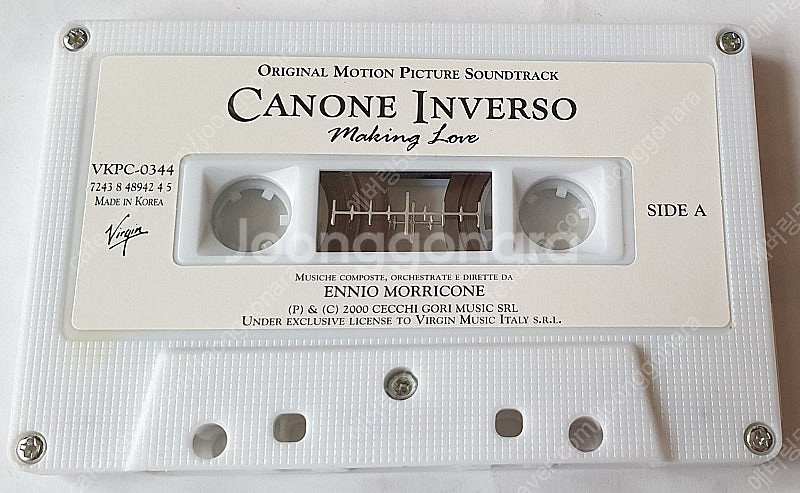 ORIGINAL MOTION PICTURE SOUNDTRACK
CANONE INVERSO
Making Love
VKPC-0344
7243 8 48942 4 5
MADE IN KOREA
Virgin
SIDE A
Joonggonara
MUSICHE COMPOSTE, ORCHESTRATE E DIRETTE DA
ENNIO MORRICONE
(P) & (C) 2000 CECCHI GORI MUSIC SRL
UNDER EXCLUSIVE LICENSE TO VIRGIN MUSIC ITALY S.R.L.